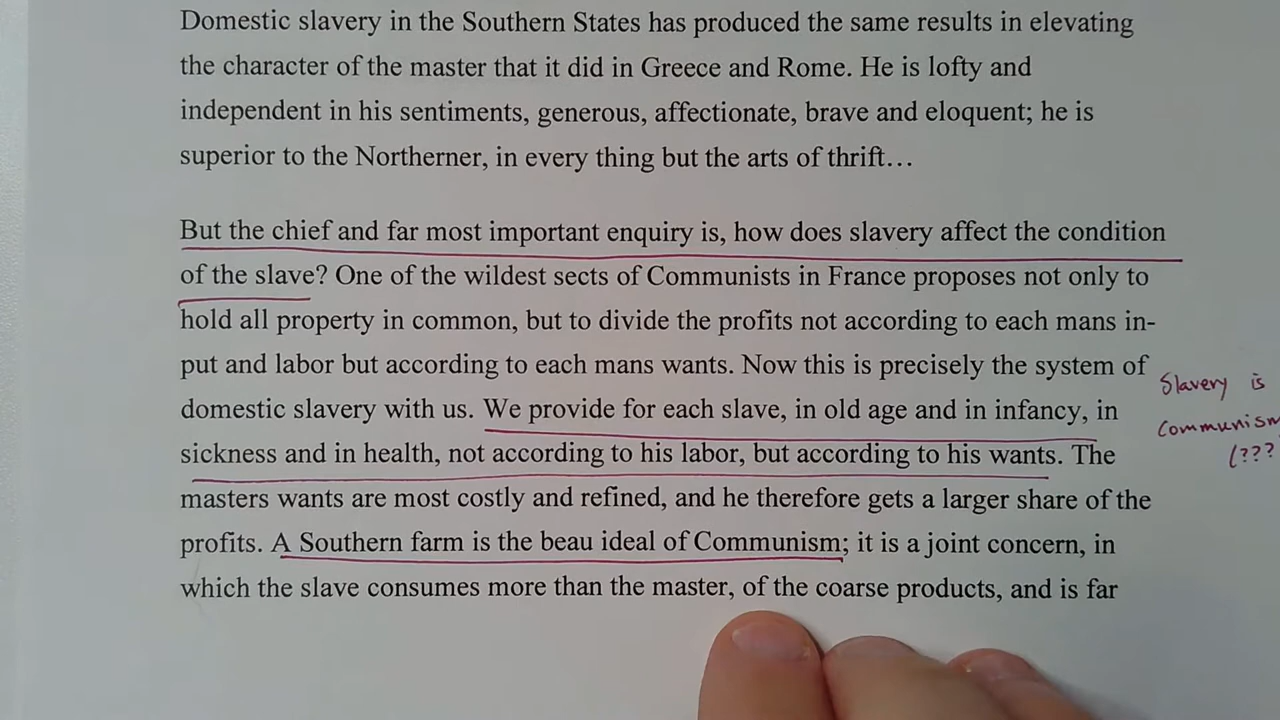 Domestic slavery in the Southern States has produced the same results in elevating
the character of the master that it did in Greece and Rome. He is lofty and
independent in his sentiments, generous, affectionate, brave and eloquent; he is
superior to the Northerner, in every thing but the arts of thrift…
But the chief and far most important enquiry is, how does slavery affect the condition
of the slave? One of the wildest sects of Communists in France proposes not only to
hold all property in common, but to divide the profits not according to each mans in-
put and labor but according to each mans wants. Now this is precisely the system of
domestic slavery with us. We provide for each slave, in old age and in infancy, in
sickness and in health, not according to his labor, but according to his wants. The
masters wants are most costly and refined, and he therefore gets a larger share of the
profits. A Southern farm is the beau ideal of Communism; it is a joint concern, in
which the slave consumes more than the master, of the coarse products, and is far
Slavery is
Communism
(???